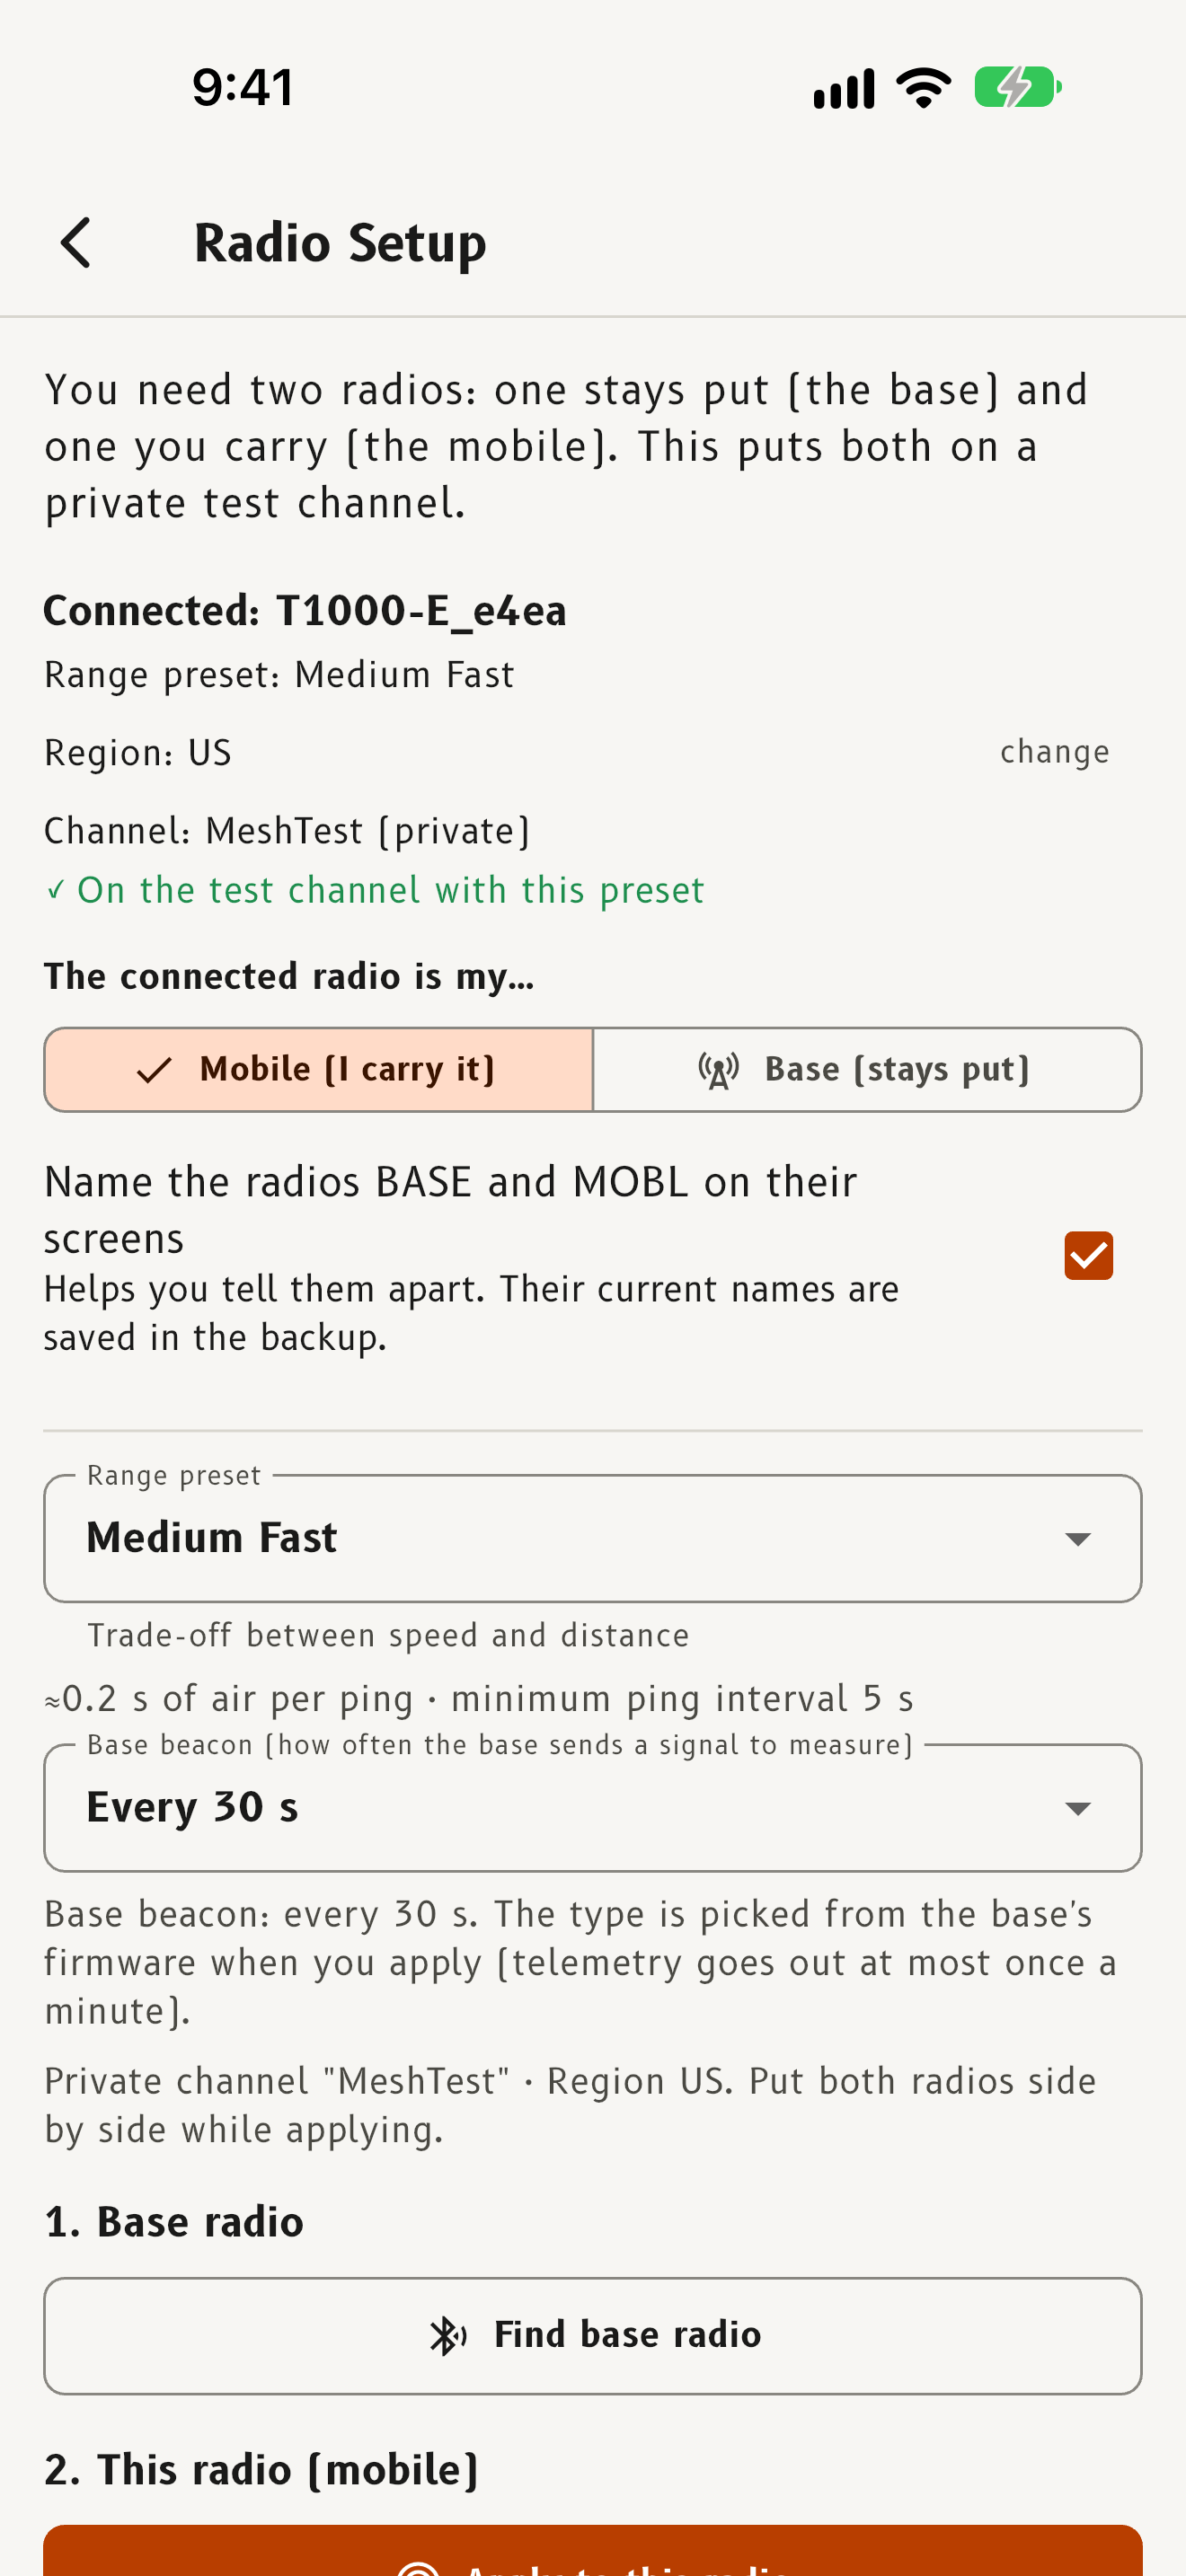 9:41
Radio Setup
You need two radios: one stays put (the base) and
one you carry (the mobile). This puts both on a
private test channel.
Connected: T1000-E_e4ea
Range preset: Medium Fast
Region: US
change
Channel: MeshTest (private)
✓ On the test channel with this preset
The connected radio is my...
Mobile (I carry it)
Base (stays put)
Name the radios BASE and MOBL on their
screens
Helps you tell them apart. Their current names are
saved in the backup.
Range preset
Medium Fast
Trade-off between speed and distance
≈0.2 s of air per ping · minimum ping interval 5 s
Base beacon (how often the base sends a signal to measure)
Every 30 s
Base beacon: every 30 s. The type is picked from the base's
firmware when you apply (telemetry goes out at most once a
minute).
Private channel "MeshTest" · Region US. Put both radios side
by side while applying.
1. Base radio
Find base radio
2. This radio (mobile)